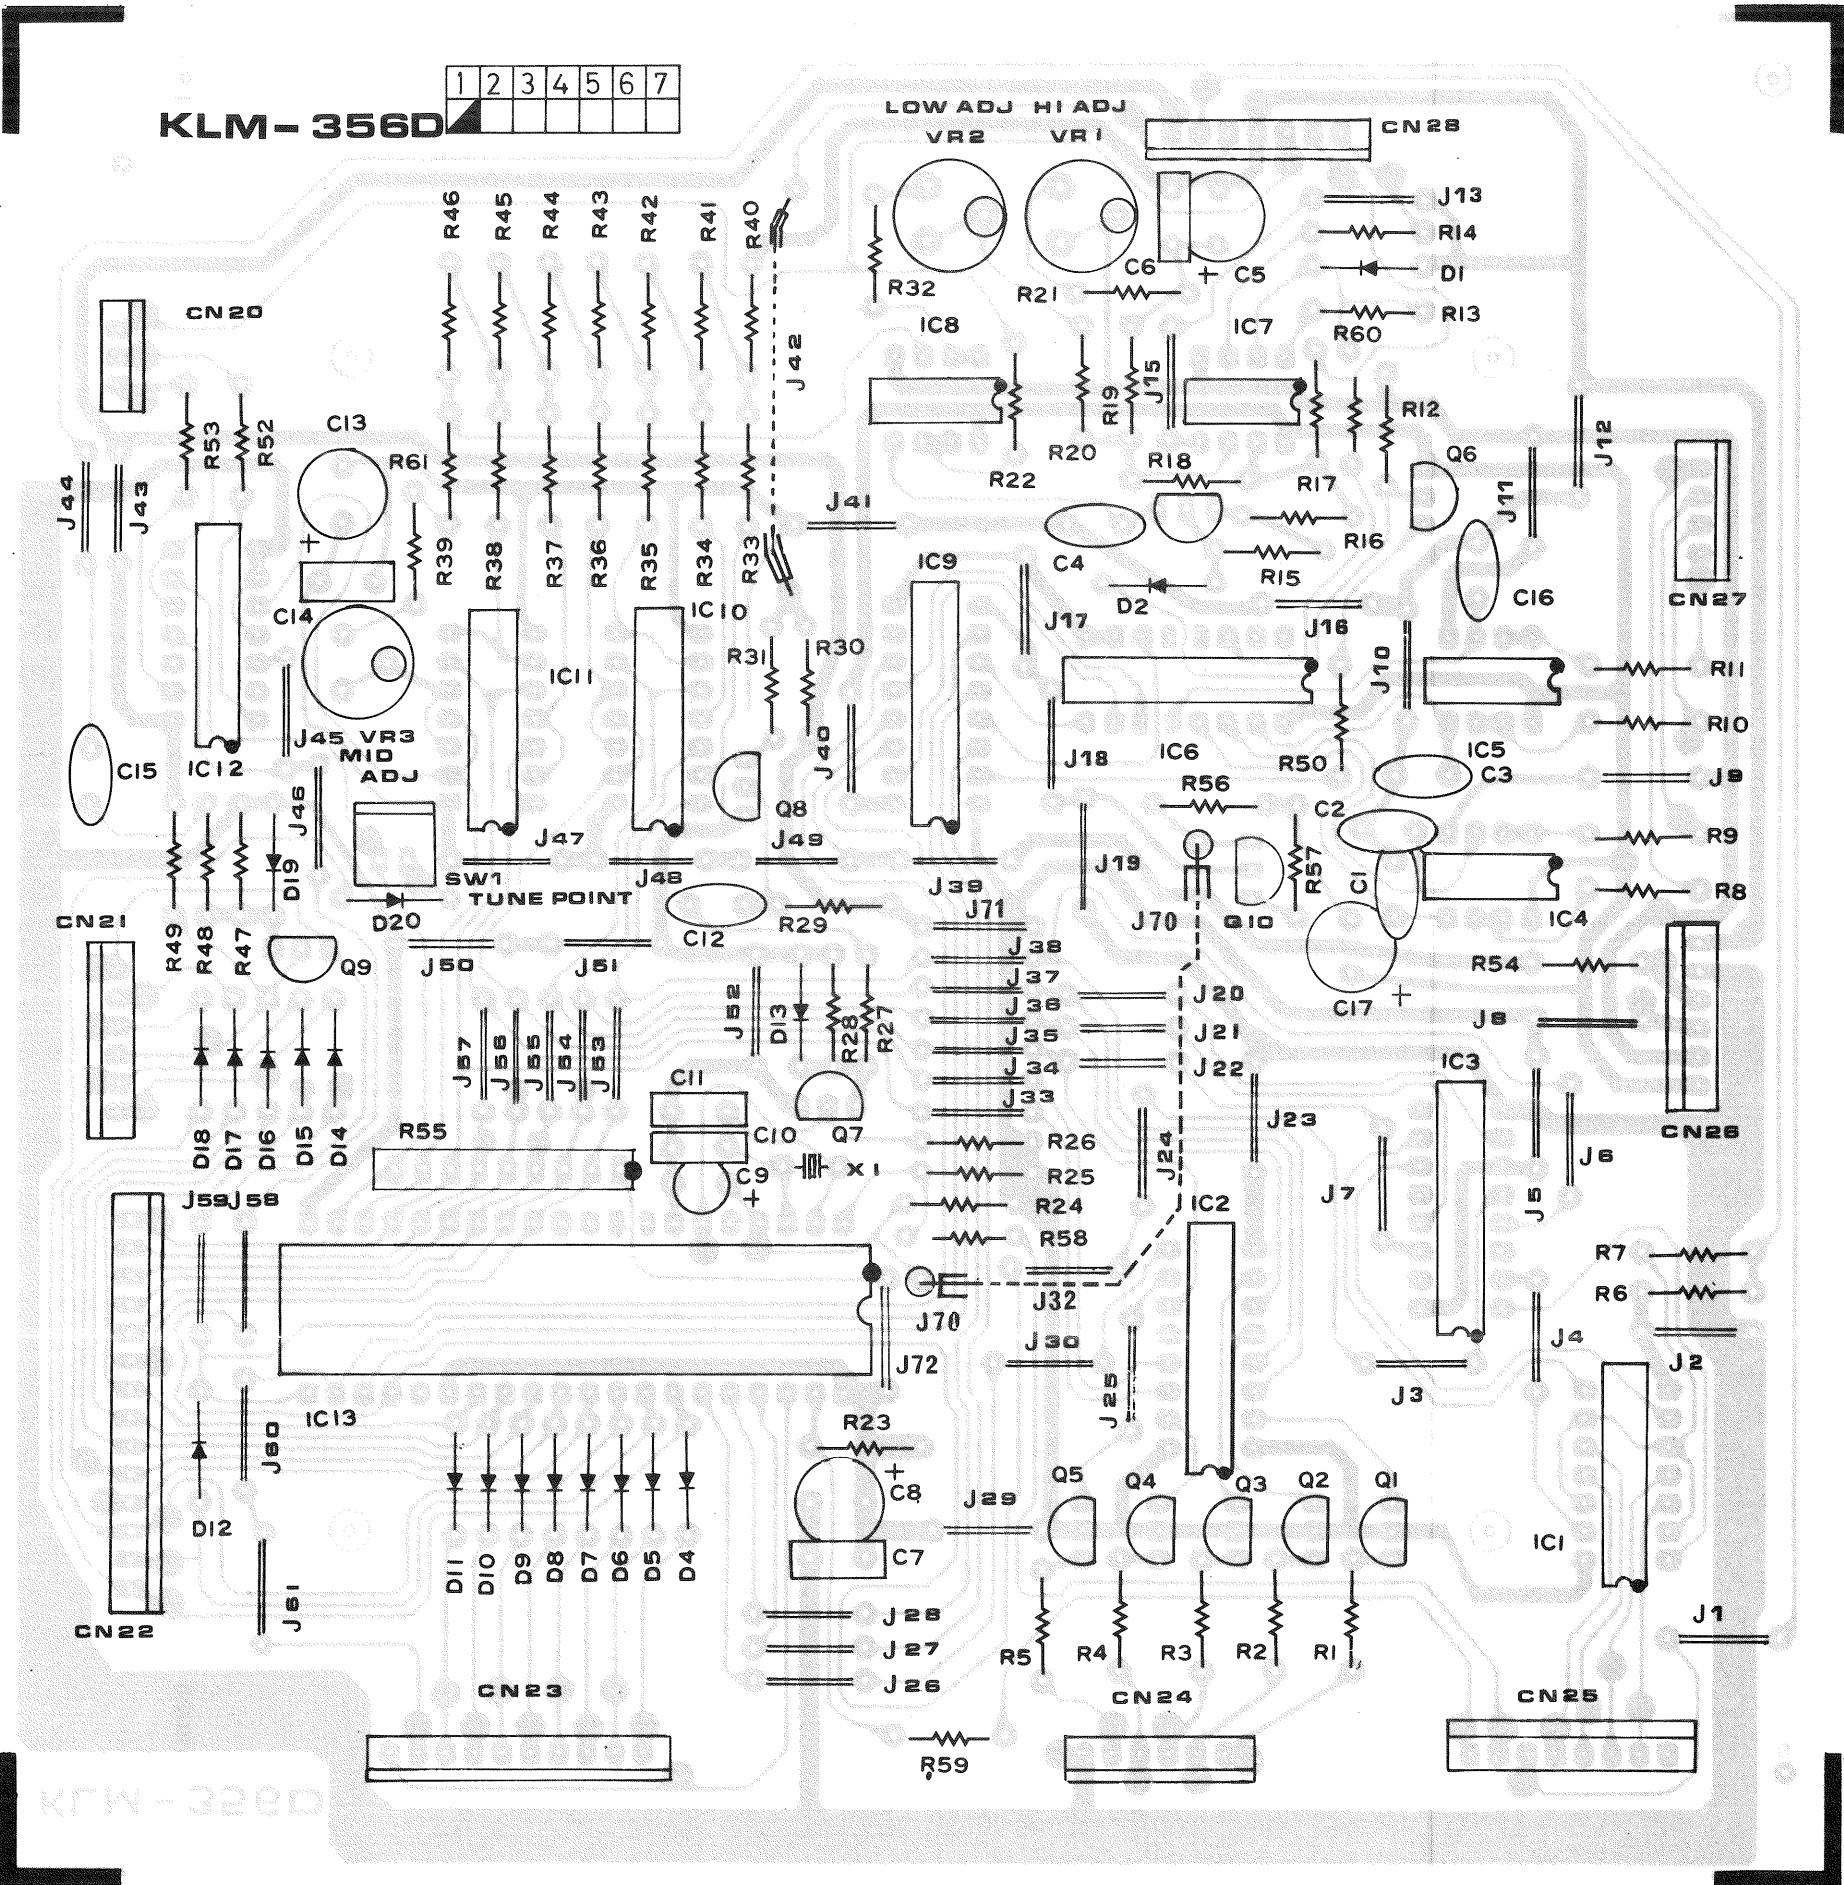 1 2 3 4 5 6 7
KLM-356D
LOW ADJ HI ADJ
VR2 VR1
CN28
J13
R14
D1
R13
R60
R46 R45 R44 R43 R42 R41 R40
R32 R21 C6 + C5
IC8 IC7
CN20
J42
J15
R19
R12
R20
R53 R52 C13 R61
R22 R18 R17
Q6 J11 J12
J44 J43
J41
+
R39 R38 R37 R36 R35 R34 R33
IC9 C4 R16
R15
D2
C16 CN27
C14
IC10
J17 J16
R31 R30
IC11
J10
R11
R10
J45 VR3
MID
ADJ
C15 IC12
J40
J18 IC6 R50 IC5
C3
J9
R56
J46
Q8
C2
J47 J49
R9
D19
SW1 J48
J39
J19
R57
C1
R8
TUNE POINT
D20
CN21
C12 R29
J71
J70 Q10
IC4
R49 R48 R47
Q9
J50 J51
J38
R54
J37
J36
J20
+
C17
J8
J52 D13 R28 R27
J35
J21
J57 J56 J55 J54 J53
J34
J22
IC3
C11
J33
J23
R55
C10 Q7
R26
J24
CN26
D18 D17 D16 D15 D14
C9
+
X1
R25
J6
J59 J58
R24
IC2
J7
J5
R58
R7
R6
J32
J70
J30
J4
J72
J25
J2
J3
IC13
R23
J60
+
C8
Q5 Q4 Q3 Q2 Q1
J29
D12
IC1
C7
D11 D10 D9 D8 D7 D6 D5 D4
J61
J28
J1
CN22
J27
R5 R4 R3 R2 R1
J26
CN23
CN24
CN25
R59
KLM-356D